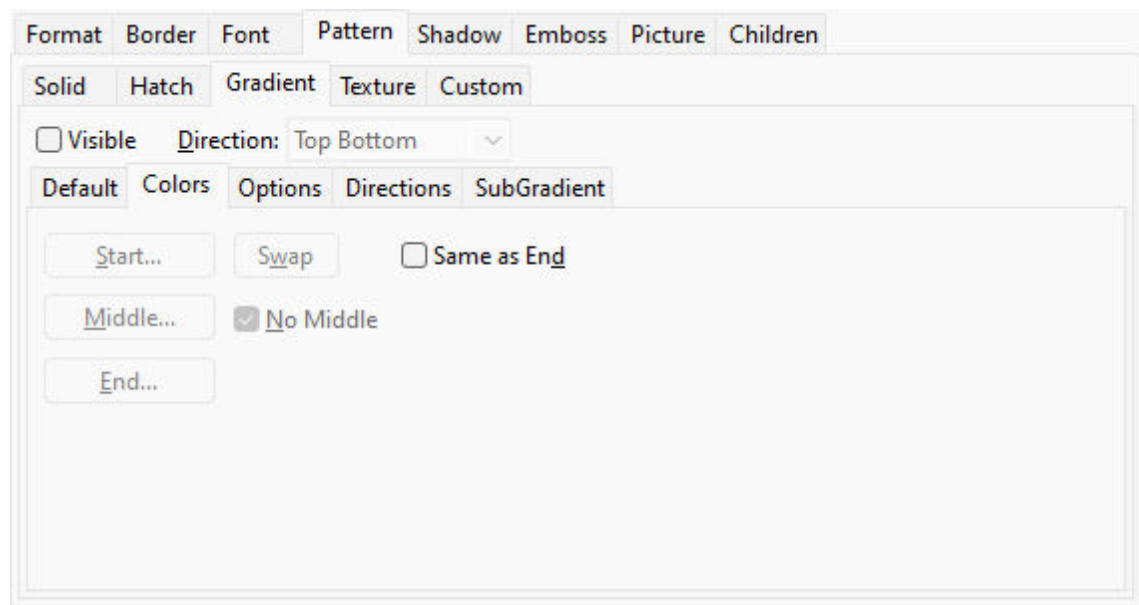 Format Border Font Pattern Shadow Emboss Picture Children
Solid Hatch Gradient Texture Custom
Visible Direction: Top Bottom
Default Colors Options Directions SubGradient
Start... Swap Same as End
Middle... No Middle
End...